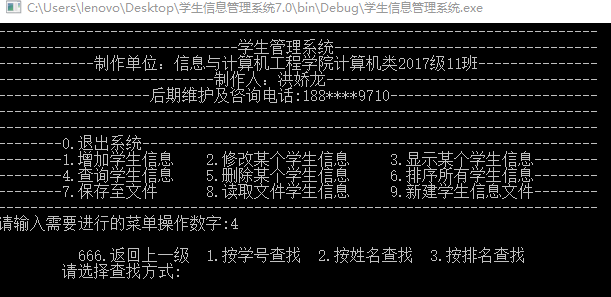 C:\Users\lenovo\Desktop\学生信息管理系统7.0\bin\Debug\学生信息管理系统.exe
学生管理系统
制作单位: 信息与计算机工程学院计算机类2017级11班
制作人: 洪娇龙
后期维护及咨询电话:188****9710
0.退出系统
1.增加学生信息 2.修改某个学生信息 3.显示某个学生信息
4.查询学生信息 5.删除某个学生信息 6.排序所有学生信息
7.保存至文件 8.读取文件学生信息 9.新建学生信息文件
请输入需要进行的菜单操作数字:4
666.返回上一级 1.按学号查找 2.按姓名查找 3.按排名查找
请选择查找方式: